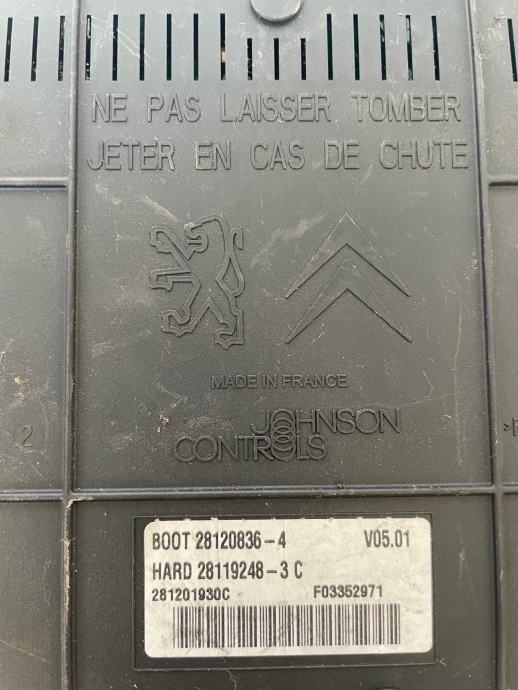 NE PAS LAISSER TOMBER
JETER EN CAS DE CHUTE
MADE IN FRANCE
JOHNSON
CONTROLS
2
BOOT 28120836-4 V05.01
HARD 28119248-3 C
281201930C F03352971